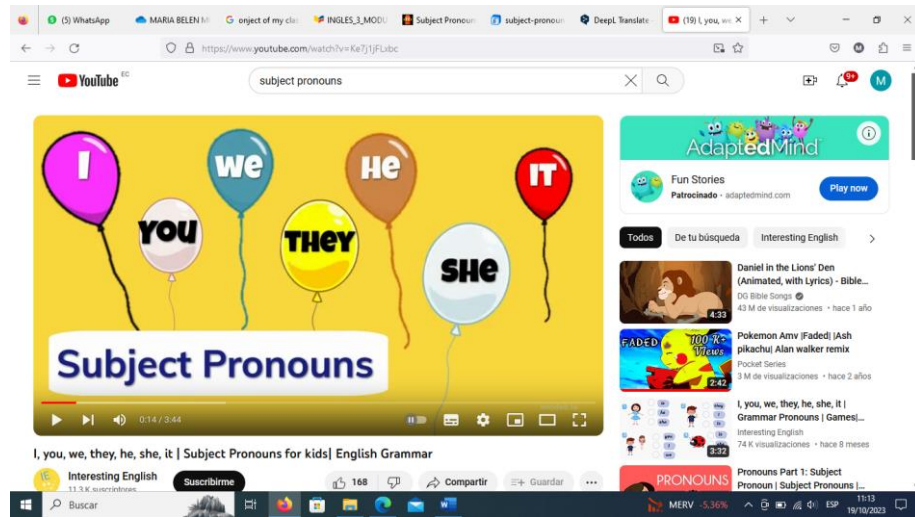 (5) WhatsApp
MARIA BELEN M
onject of my cla
INGLES_3_MODU
Subject Pronoun
subject-pronoun
DeepL Translate
(19) I, you, we
https://www.youtube.com/watch?v=Ke7j1jFLxbc
YouTube EC
subject pronouns
9+
M
I
We
He
IT
YOU
THEY
SHE
Subject Pronouns
0:14 / 3:44
I, you, we, they, he, she, it | Subject Pronouns for kids| English Grammar
Interesting English
11,3 K suscriptores
Suscribirme
168
Compartir
Guardar
AdaptedMind
Fun Stories
Patrocinado · adaptedmind.com
Play now
Todos
De tu búsqueda
Interesting English
Daniel in the Lions' Den
(Animated, with Lyrics) - Bible...
DG Bible Songs
43 M de visualizaciones • hace 1 año
4:33
FADED
100-K+
Views
Pokemon Amv |Faded| |Ash
pikachu| Alan walker remix
Pocket Series
3 M de visualizaciones • hace 2 años
2:42
I, you, we, they, he, she, it |
Grammar Pronouns | Games|...
Interesting English
74 K visualizaciones • hace 8 meses
3:32
PRONOUNS
Pronouns Part 1: Subject
Pronoun | Subject Pronouns |...
Buscar
MERV -5,36%
ESP
11:13
19/10/2023